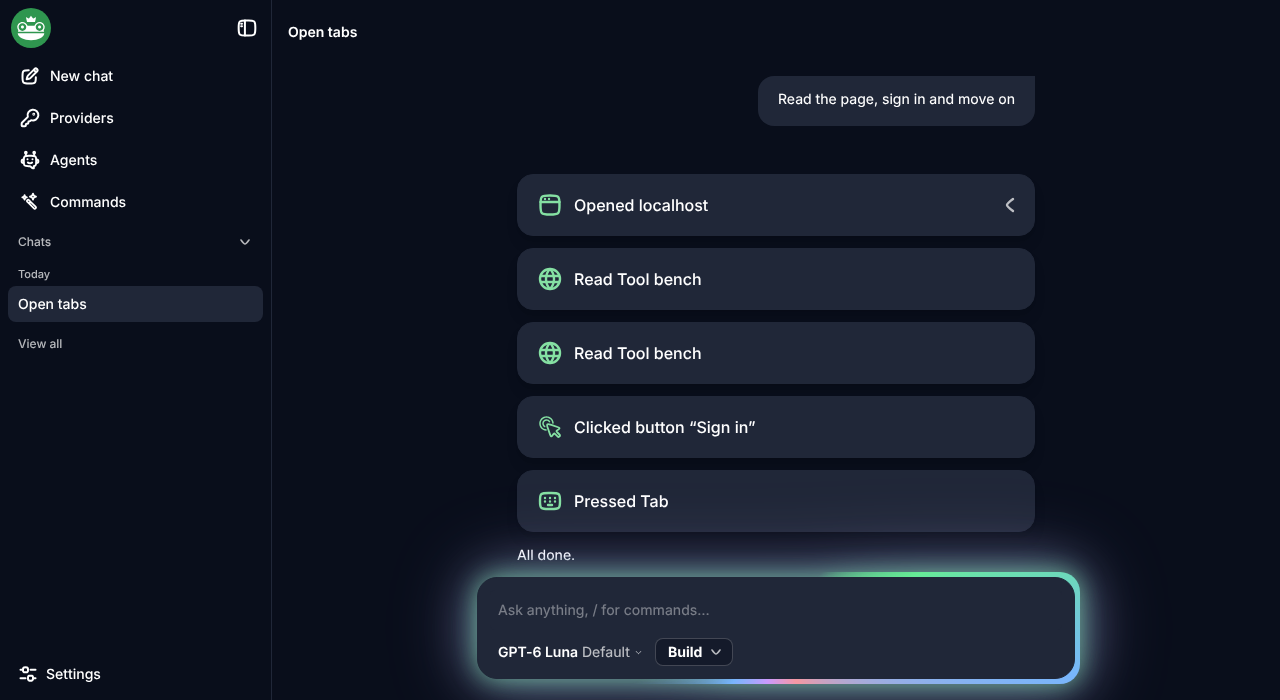 Open tabs
New chat
Providers
Agents
Commands
Chats
Today
Open tabs
View all
Settings
Read the page, sign in and move on
Opened localhost
Read Tool bench
Read Tool bench
Clicked button “Sign in”
Pressed Tab
All done.
Ask anything, / for commands...
GPT-6 Luna Default Build